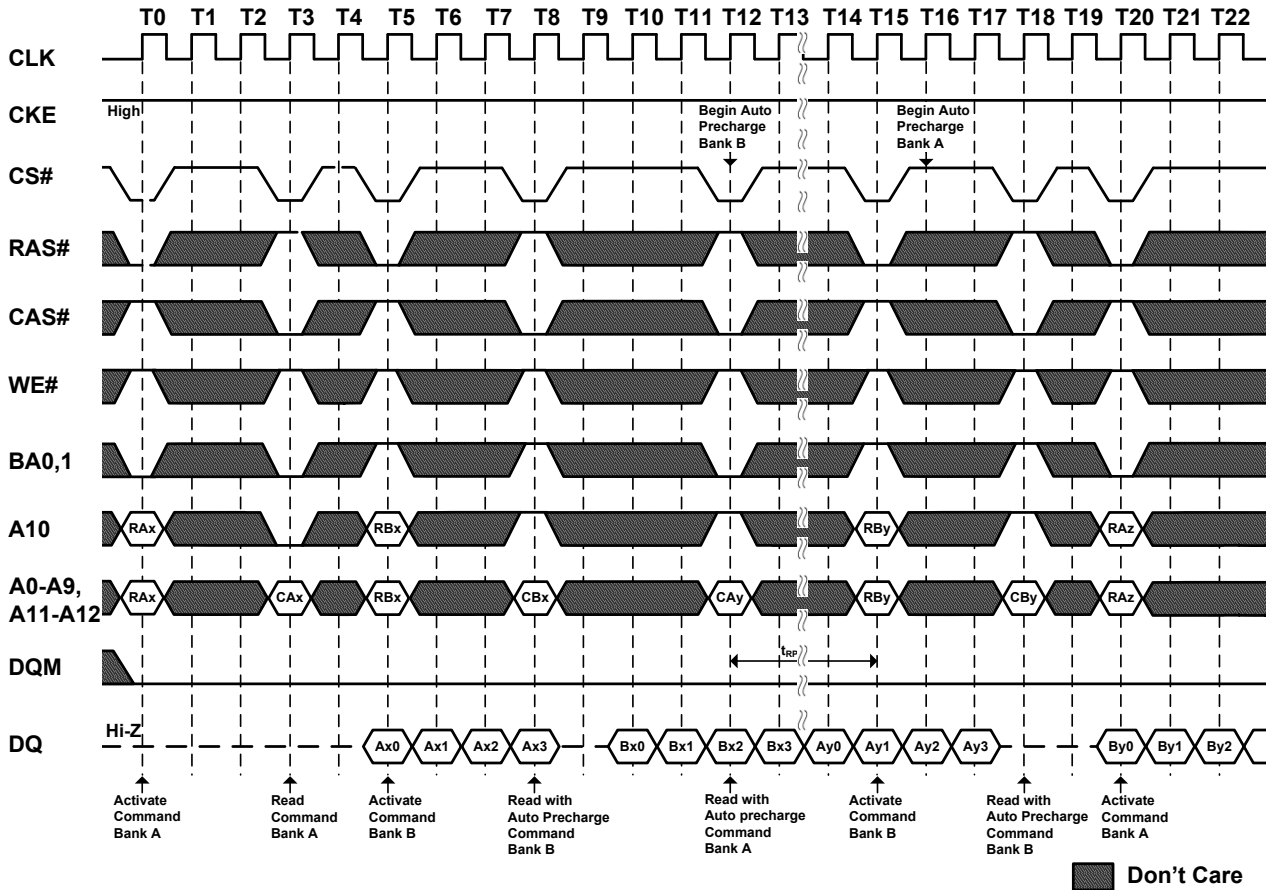 T0 T1 T2 T3 T4 T5 T6 T7 T8 T9 T10 T11 T12 T13 T14 T15 T16 T17 T18 T19 T20 T21 T22
CLK
CKE
High
Begin Auto
Precharge
Bank B
Begin Auto
Precharge
Bank A
CS#
RAS#
CAS#
WE#
BA0,1
A10
RAx RBx RBy RAz
A0-A9,
A11-A12
RAx CAx RBx CBx CAy RBy CBy RAz
DQM
tRP
DQ
Hi-Z
Ax0 Ax1 Ax2 Ax3 Bx0 Bx1 Bx2 Bx3 Ay0 Ay1 Ay2 Ay3 By0 By1 By2
Activate
Command
Bank A
Read
Command
Bank A
Activate
Command
Bank B
Read with
Auto Precharge
Command
Bank B
Read with
Auto precharge
Command
Bank A
Activate
Command
Bank B
Read with
Auto Precharge
Command
Bank B
Activate
Command
Bank A
Don't Care